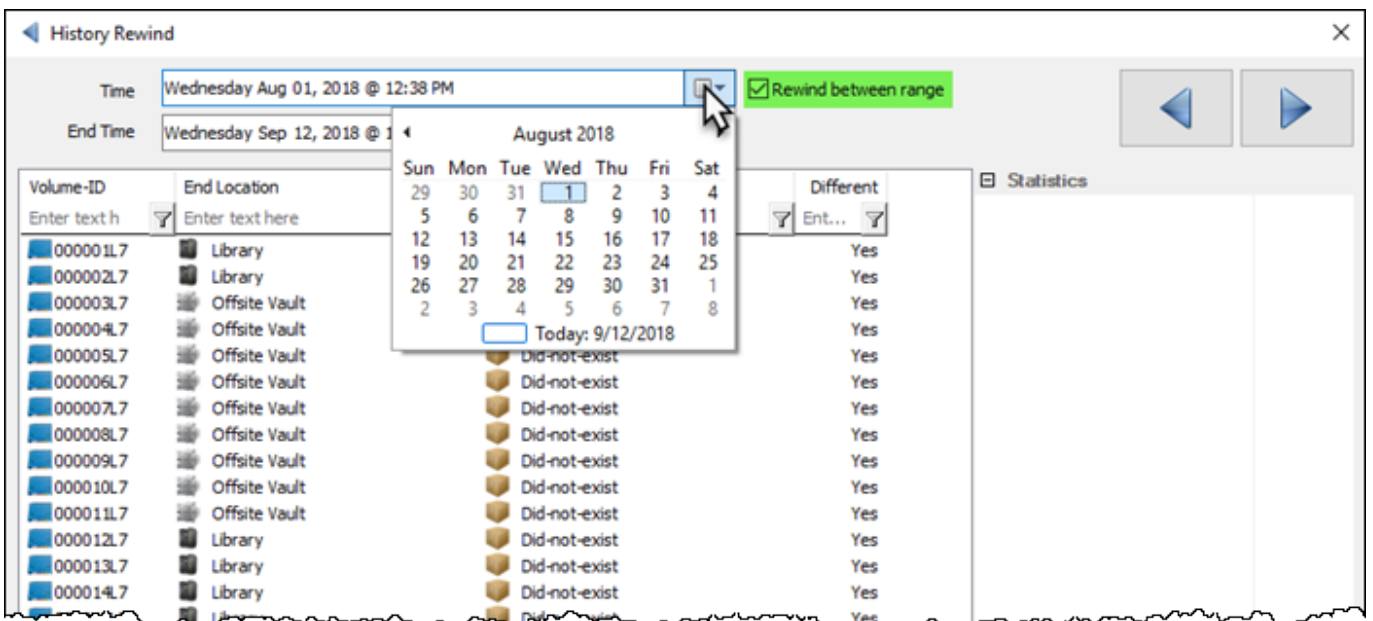 History Rewind
Time Wednesday Aug 01, 2018 @ 12:38 PM Rewind between range
End Time Wednesday Sep 12, 2018 @ 1
August 2018
Sun Mon Tue Wed Thu Fri Sat
29 30 31 1 2 3 4
5 6 7 8 9 10 11
12 13 14 15 16 17 18
19 20 21 22 23 24 25
26 27 28 29 30 31 1
2 3 4 5 6 7 8
Today: 9/12/2018
Volume-ID End Location Different Statistics
Enter text h Enter text here Ent...
000001L7 Library Yes
000002L7 Library Yes
000003L7 Offsite Vault Yes
000004L7 Offsite Vault Yes
000005L7 Offsite Vault Did-not-exist Yes
000006L7 Offsite Vault Did-not-exist Yes
000007L7 Offsite Vault Did-not-exist Yes
000008L7 Offsite Vault Did-not-exist Yes
000009L7 Offsite Vault Did-not-exist Yes
000010L7 Offsite Vault Did-not-exist Yes
000011L7 Offsite Vault Did-not-exist Yes
000012L7 Library Did-not-exist Yes
000013L7 Library Did-not-exist Yes
000014L7 Library Did-not-exist Yes
Yes